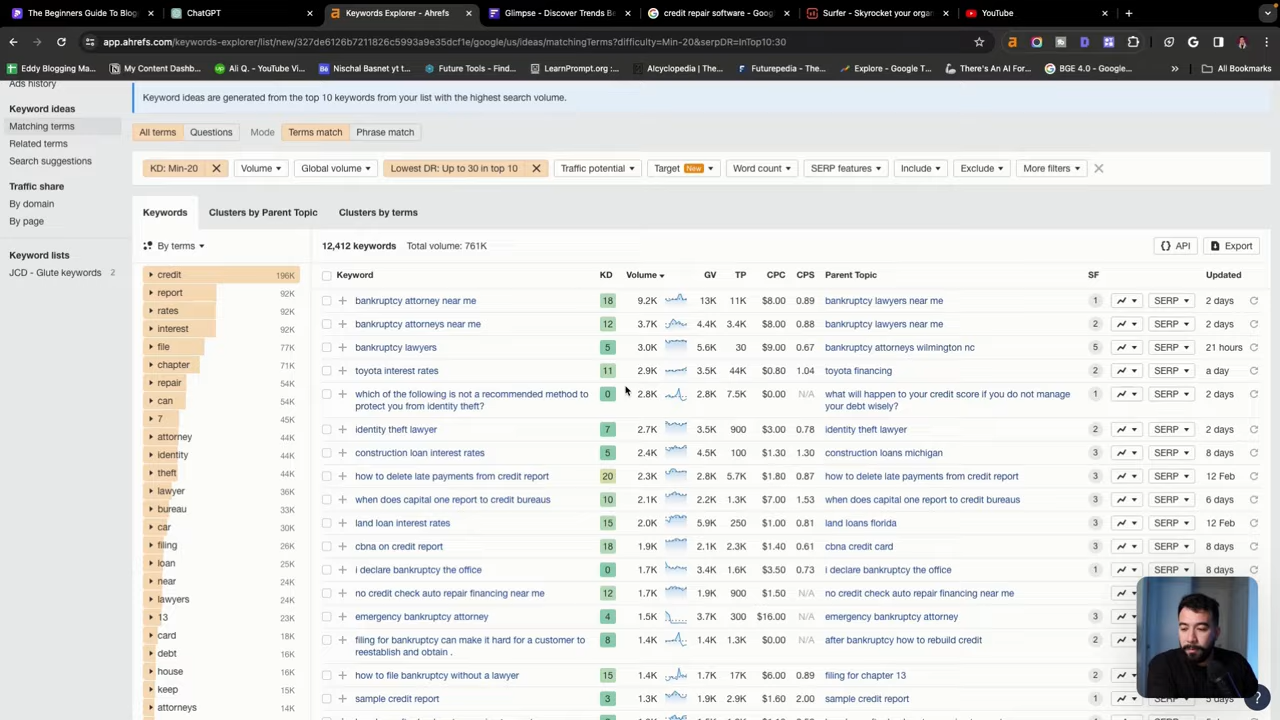 The Beginners Guide To Blog
ChatGPT
Keywords Explorer - Ahrefs
Glimpse - Discover Trends Be
credit repair software - Goog
Surfer - Skyrocket your organ
YouTube
app.ahrefs.com/keywords-explorer/list/new/327de6126b7211826c5993a9e35dcf1e/google/us/ideas/matchingTerms?difficulty=Min-20&serpDR=InTop10:30
Eddy Blogging Ma...
My Content Dashbo...
Ali Q. - YouTube Vi...
Nischal Basnet yt t...
Future Tools - Find...
LearnPrompt.org :...
AIcyclopedia | The...
Futurepedia - The...
Explore - Google T...
There's An AI For...
BGE 4.0 - Google...
All Bookmarks
Ads history
Keyword ideas
Matching terms
Related terms
Search suggestions
Traffic share
By domain
By page
Keyword lists
JCD - Glute keywords 2
Keyword ideas are generated from the top 10 keywords from your list with the highest search volume.
All terms Questions Mode Terms match Phrase match
KD: Min-20 Volume Global volume Lowest DR: Up to 30 in top 10 Traffic potential Target New Word count SERP features Include Exclude More filters
Keywords Clusters by Parent Topic Clusters by terms
By terms
credit 196K
report 92K
rates 92K
interest 92K
file 77K
chapter 71K
repair 54K
can 54K
7 45K
attorney 44K
identity 44K
theft 44K
lawyer 36K
bureau 33K
car 30K
filing 26K
loan 25K
near 24K
lawyers 24K
13 23K
card 18K
debt 16K
house 16K
keep 15K
attorneys 14K
12,412 keywords Total volume: 761K API Export
Keyword KD Volume GV TP CPC CPS Parent Topic SF Updated
bankruptcy attorney near me 18 9.2K 13K 11K $8.00 0.89 bankruptcy lawyers near me 1 SERP 2 days
bankruptcy attorneys near me 12 3.7K 4.4K 3.4K $8.00 0.88 bankruptcy lawyers near me 2 SERP 2 days
bankruptcy lawyers 5 3.0K 5.6K 30 $9.00 0.67 bankruptcy attorneys wilmington nc 5 SERP 21 hours
toyota interest rates 11 2.9K 3.5K 44K $0.80 1.04 toyota financing 2 SERP a day
which of the following is not a recommended method to 0 2.8K 2.8K 7.5K $0.00 N/A what will happen to your credit score if you do not manage 1 SERP 2 days
protect you from identity theft? your debt wisely?
identity theft lawyer 7 2.7K 3.5K 900 $3.00 0.78 identity theft lawyer 2 SERP 2 days
construction loan interest rates 5 2.4K 4.5K 100 $1.30 1.30 construction loans michigan 3 SERP 8 days
how to delete late payments from credit report 20 2.3K 2.8K 5.7K $1.80 0.87 how to delete late payments from credit report 3 SERP 12 Feb
when does capital one report to credit bureaus 10 2.1K 2.2K 1.3K $7.00 1.53 when does capital one report to credit bureaus 3 SERP 6 days
land loan interest rates 15 2.0K 5.9K 250 $1.00 0.81 land loans florida 3 SERP 12 Feb
cbna on credit report 18 1.9K 2.1K 2.3K $1.40 0.61 cbna credit card 3 SERP 8 days
i declare bankruptcy the office 0 1.7K 3.4K 1.6K $3.50 0.73 i declare bankruptcy the office 1 SERP 8 days
no credit check auto repair financing near me 12 1.7K 1.9K 900 $1.50 N/A no credit check auto repair financing near me 2
emergency bankruptcy attorney 4 1.5K 3.7K 300 $16.00 0.80 emergency bankruptcy attorney 3
filing for bankruptcy can make it hard for a customer to 8 1.4K 1.4K 1.3K $0.00 N/A after bankruptcy how to rebuild credit 2
reestablish and obtain .
how to file bankruptcy without a lawyer 15 1.4K 1.7K 17K $6.00 0.89 filing for chapter 13 3
sample credit report 3 1.3K 1.9K 2.9K $1.60 2.00 sample credit report 1